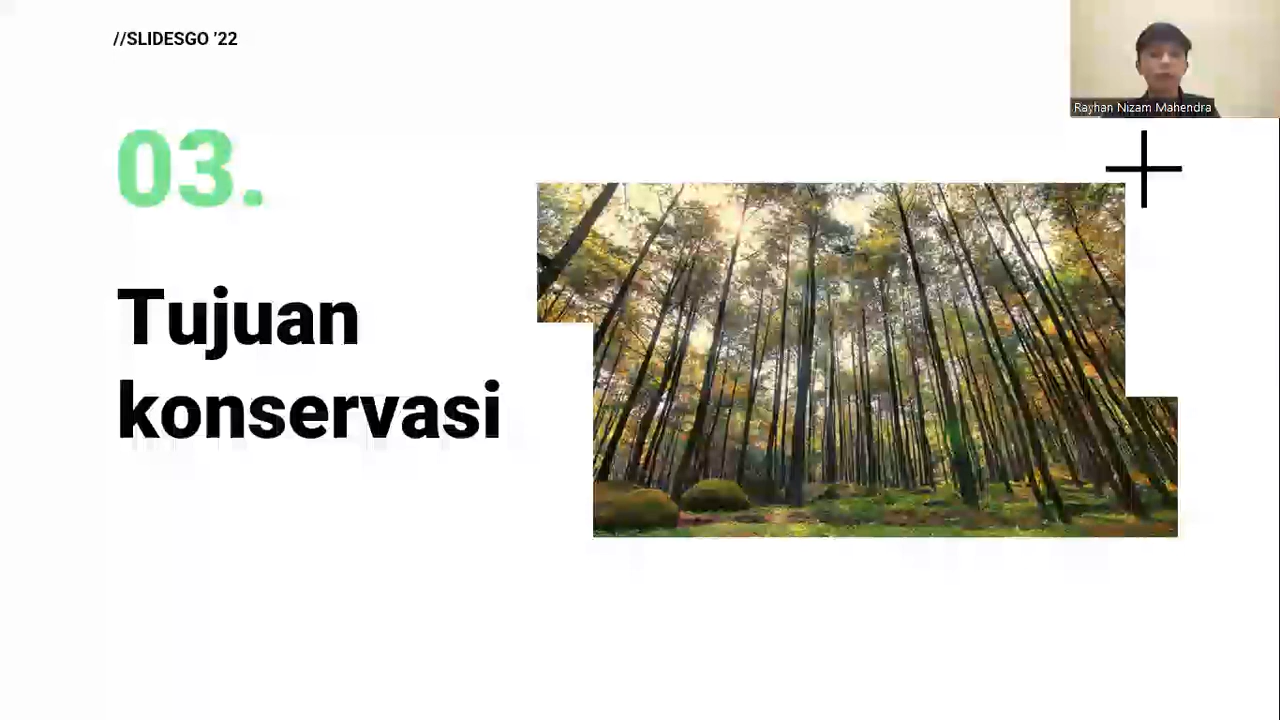 //SLIDESGO '22
Rayhan Nizam Mahendra
03.
Tujuan
konservasi